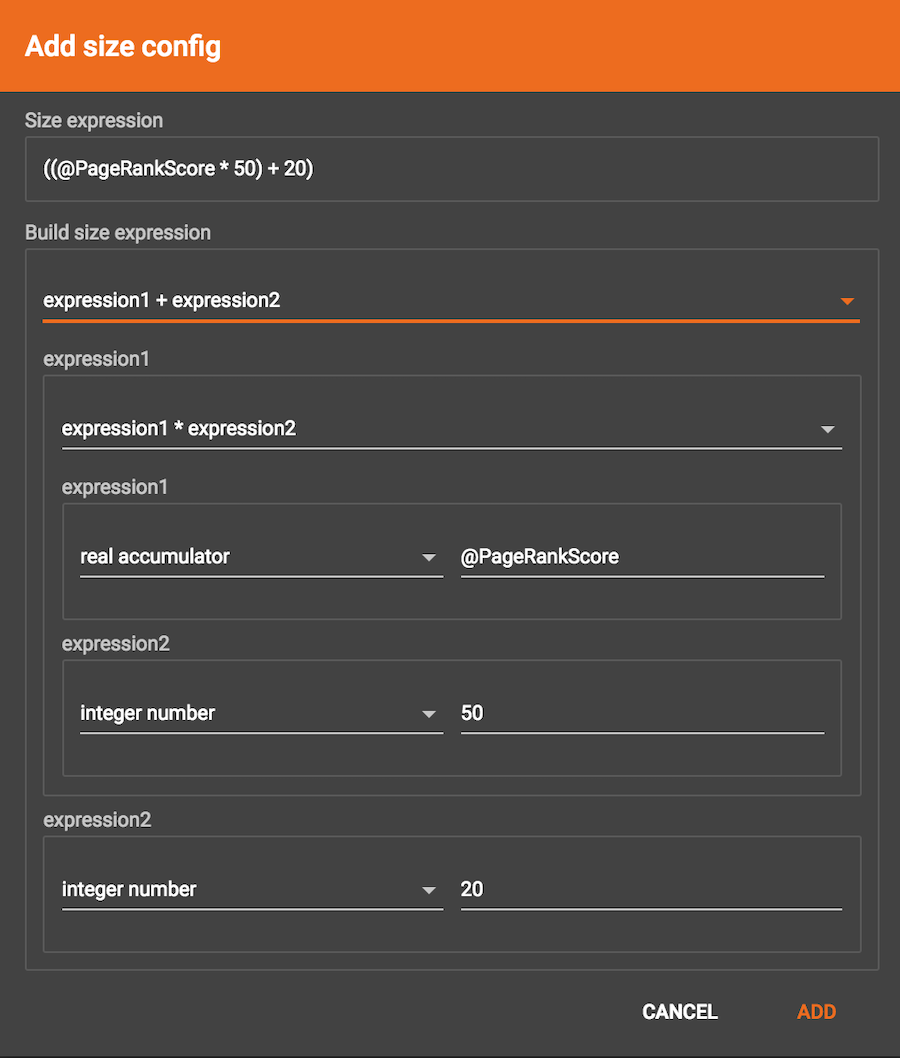 Add size config
Size expression
((@PageRankScore * 50) + 20)
Build size expression
expression1 + expression2
expression1
expression1 * expression2
expression1
real accumulator @PageRankScore
expression2
integer number 50
expression2
integer number 20
CANCEL ADD